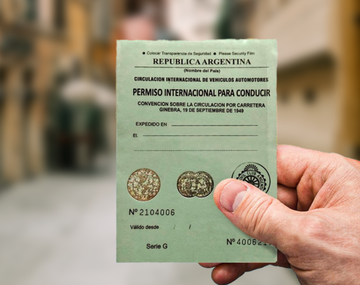 ● Colocar Transparencia de Seguridad ● Please Security Film
REPUBLICA ARGENTINA
(Nombre del País)
CIRCULACION INTERNACIONAL DE VEHICULOS AUTOMOTORES
PERMISO INTERNACIONAL PARA CONDUCIR
CONVENCION SOBRE LA CIRCULACION POR CARRETERA
GINEBRA, 19 DE SEPTIEMBRE DE 1949
EXPEDIDO EN
EL
Nº 2104006
Válido desde / /
Serie G
Nº 4006